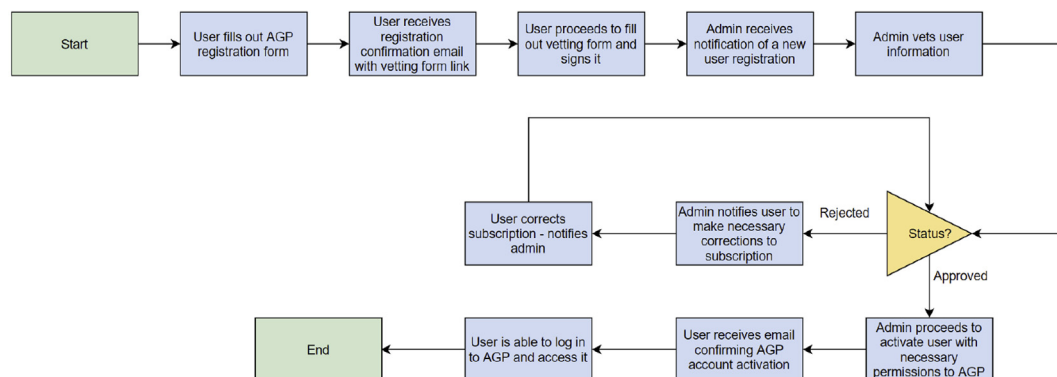 Start
User fills out AGP
registration form
User receives
registration
confirmation email
with vetting form link
User proceeds to fill
out vetting form and
signs it
Admin receives
notification of a new
user registration
Admin vets user
information
User corrects
subscription - notifies
admin
Admin notifies user to
make necessary
corrections to
subscription
Rejected
Status?
Approved
End
User is able to log in
to AGP and access it
User receives email
confirming AGP
account activation
Admin proceeds to
activate user with
necessary
permissions to AGP